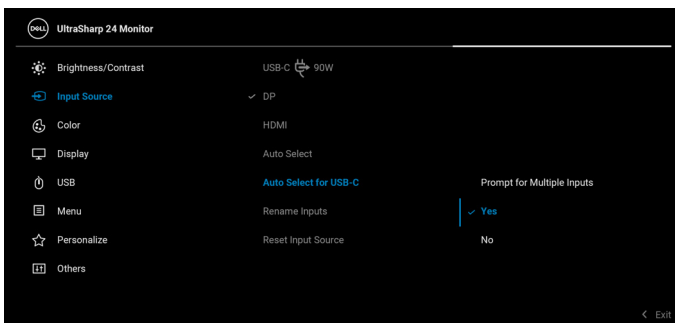 DELL UltraSharp 24 Monitor
Brightness/Contrast USB-C 90W
Input Source DP
Color HDMI
Display Auto Select
USB Auto Select for USB-C Prompt for Multiple Inputs
Menu Rename Inputs Yes
Personalize Reset Input Source No
Others
Exit